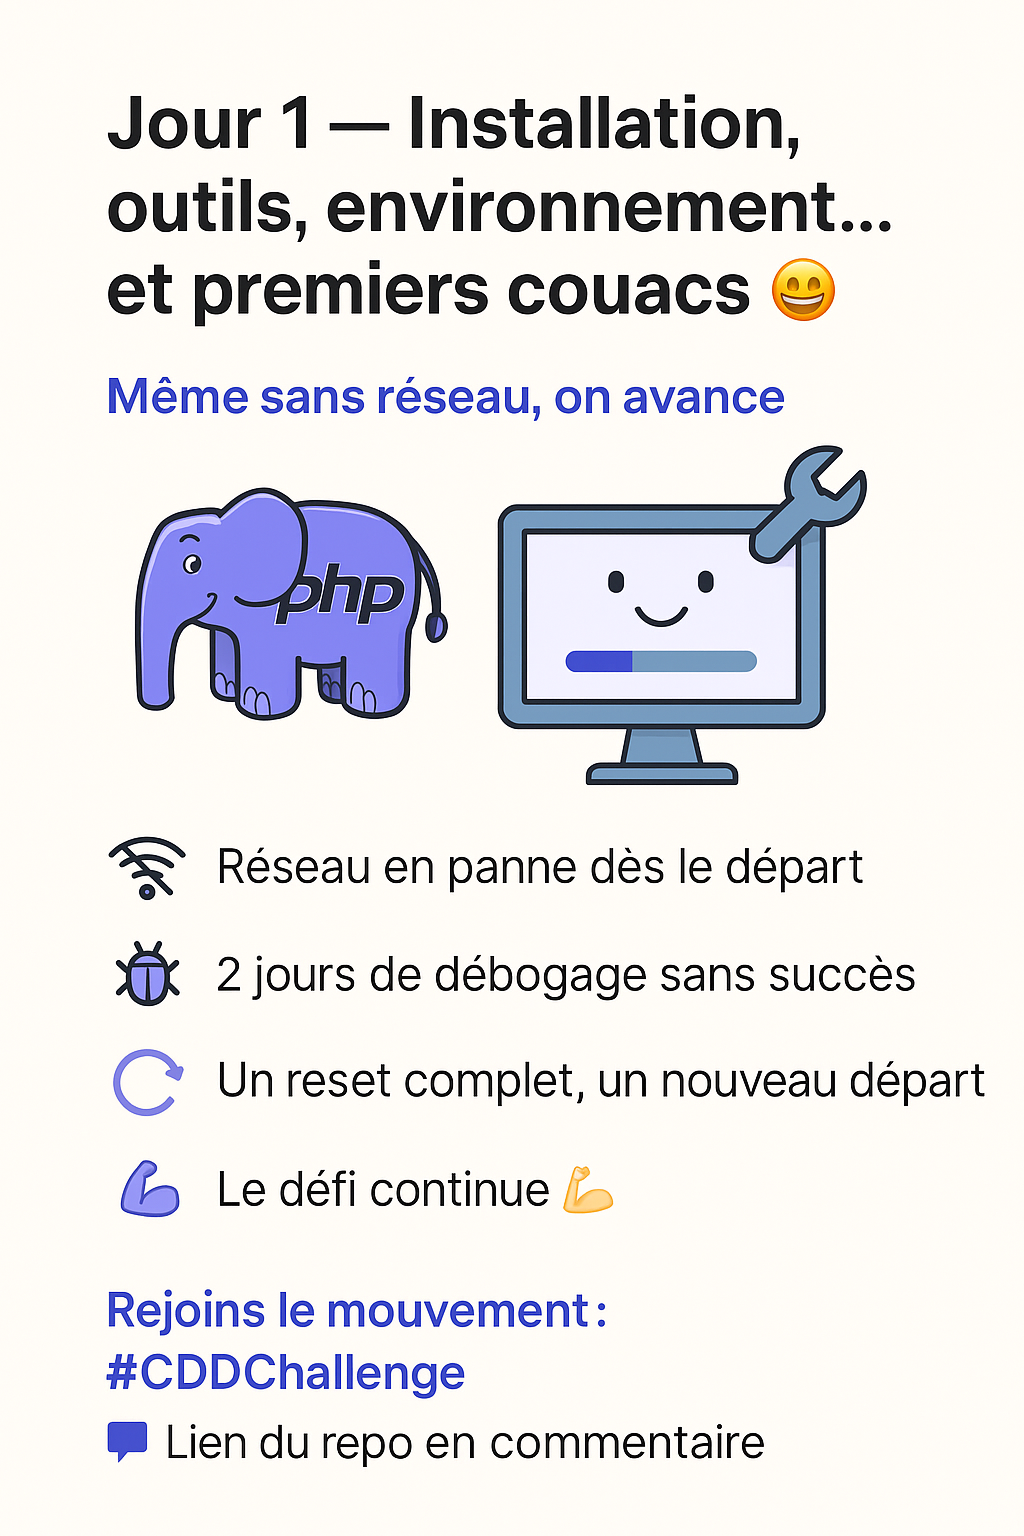 Jour 1 — Installation,
outils, environnement...
et premiers couacs 😀
Même sans réseau, on avance
php
Réseau en panne dès le départ
2 jours de débogage sans succès
Un reset complet, un nouveau départ
Le défi continue 💪
Rejoins le mouvement :
#CDDChallenge
Lien du repo en commentaire